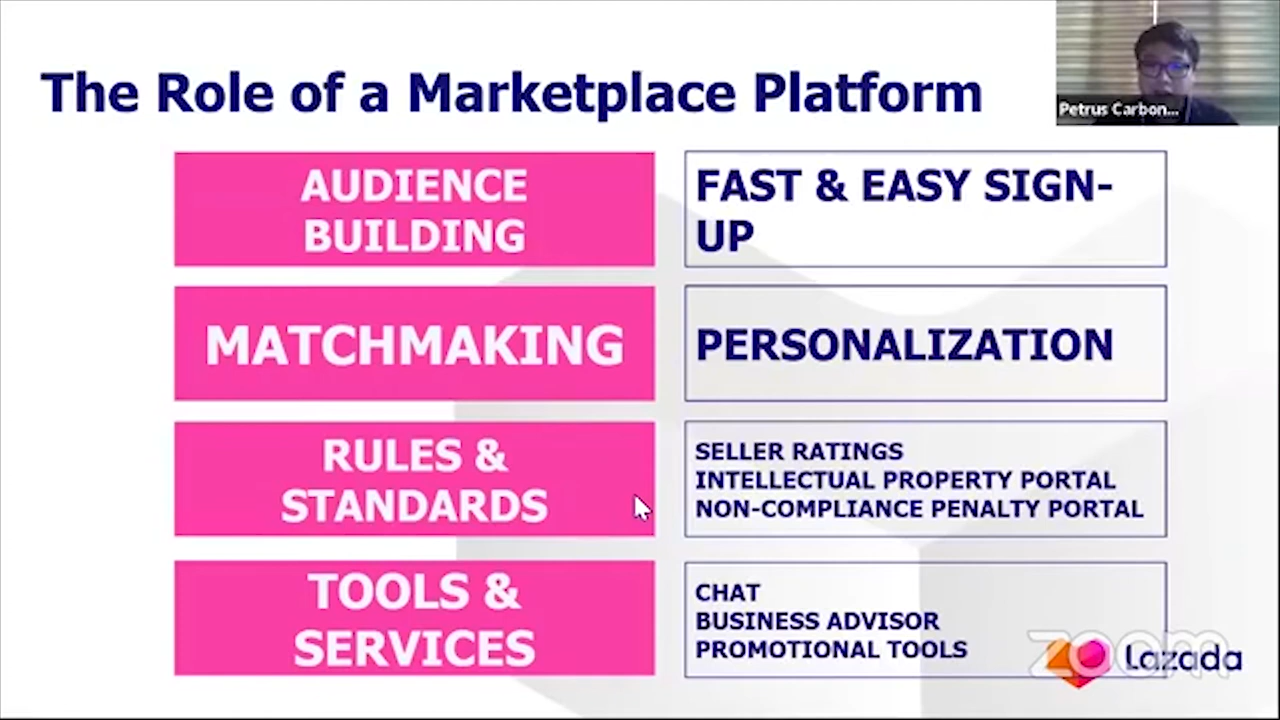 The Role of a Marketplace Platform
Petrus Carbon...
AUDIENCE
BUILDING
FAST & EASY SIGN-
UP
MATCHMAKING
PERSONALIZATION
RULES &
STANDARDS
SELLER RATINGS
INTELLECTUAL PROPERTY PORTAL
NON-COMPLIANCE PENALTY PORTAL
TOOLS &
SERVICES
CHAT
BUSINESS ADVISOR
PROMOTIONAL TOOLS
zoom
Lazada